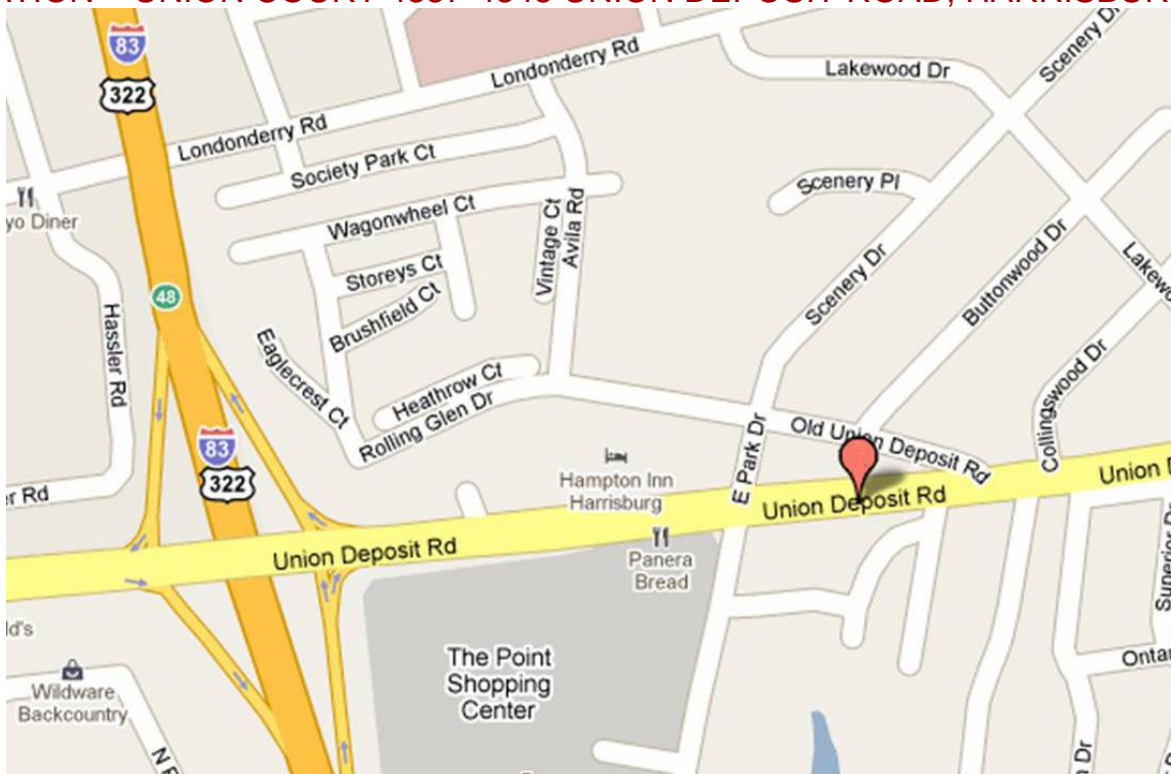 UNION COURT
UNION DEPOSIT ROAD,
83
322
Londonderry Rd
Lakewood Dr
Scenery Dr
Londonderry Rd
Society Park Ct
Scenery Pl
yo Diner
Wagonwheel Ct
Vintage Ct
Avila Rd
Storeys Ct
Scenery Dr
Buttonwood Dr
Lakewo
48
Brushfield Ct
Hassler Rd
Eaglecrest Ct
Heathrow Ct
Rolling Glen Dr
Collingswood Dr
E Park Dr
Old Union Deposit Rd
83
322
Hampton Inn
Harrisburg
r Rd
Union Deposit Rd
Union D
Union Deposit Rd
Panera
Bread
Superior Dr
ld's
The Point
Shopping
Center
Ontar
Wildware
Backcountry
N F
Dr